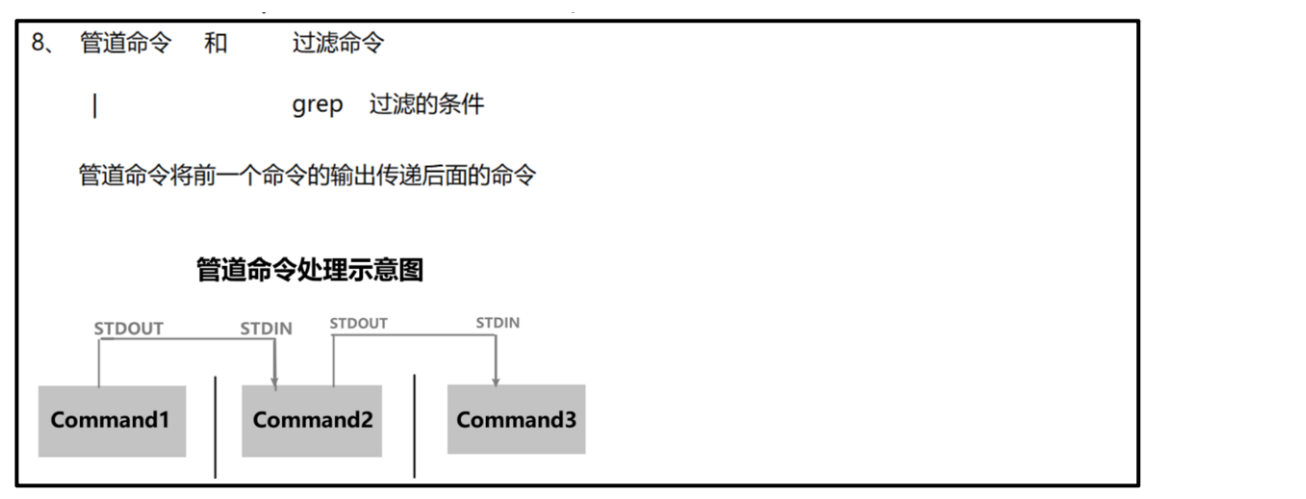 8、 管道命令 和 过滤命令
| grep 过滤的条件
管道命令将前一个命令的输出传递后面的命令
管道命令处理示意图
STDOUT STDIN STDOUT STDIN
Command1 | Command2 | Command3